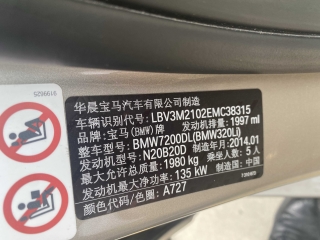 9199625
华晨宝马汽车有限公司制造
车辆识别代号: LBV3M2102EMC38315
品牌: 宝马(BMW)牌 发动机排量: 1997 ml
整车型号: BMW7200DL(BMW320Li)
发动机型号: N20B20D 制造年月: 2014.01
最大允许总质量: 1980 kg 乘坐人数: 5 人
发动机最大净功率: 135 kW 制造国: 中国
颜色代码/色圈: A727